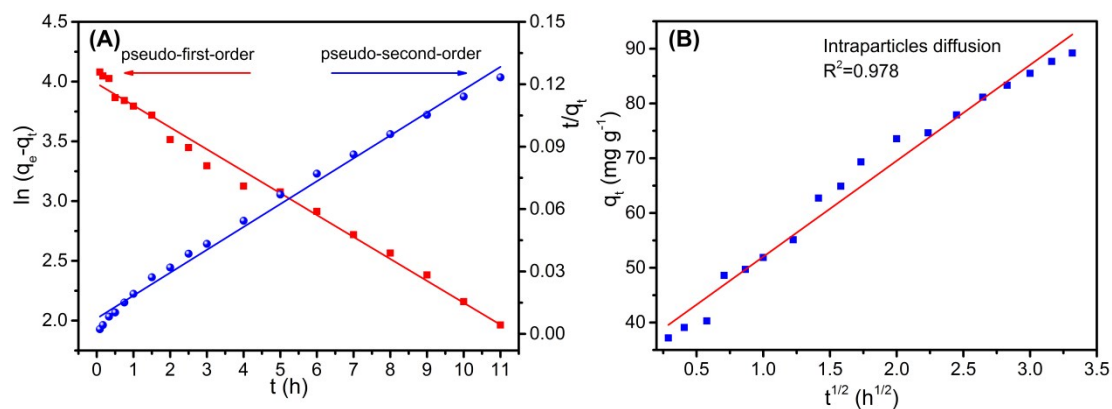 (A)
pseudo-first-order
pseudo-second-order
4.5
4.0
3.5
3.0
2.5
2.0
ln (qe-qt)
0.15
0.12
0.09
0.06
0.03
0.00
t/qt
0 1 2 3 4 5 6 7 8 9 10 11
t (h)
(B)
Intraparticles diffusion
R²=0.978
90
80
70
60
50
40
qt (mg g⁻¹)
0.5 1.0 1.5 2.0 2.5 3.0 3.5
t¹/² (h¹/²)